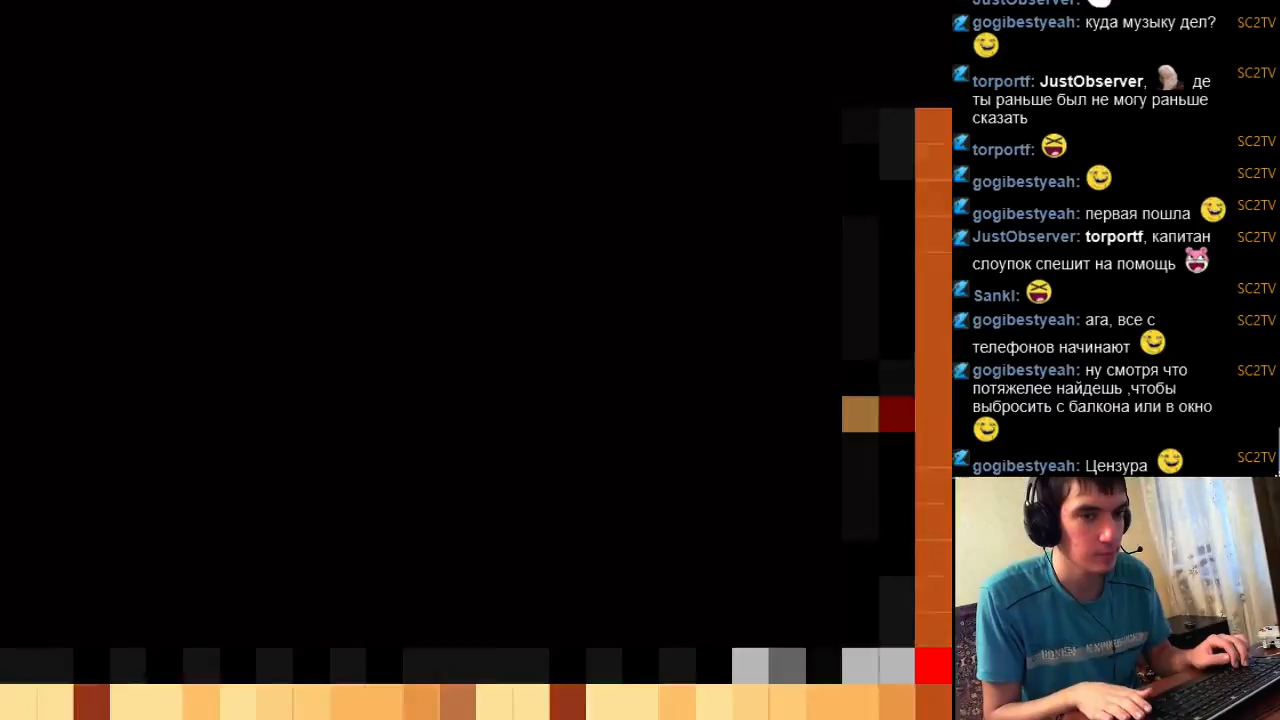 JustObserver:
gogibestyeah: куда музыку дел? SC2TV
torportf: JustObserver, де SC2TV
ты раньше был не могу раньше
сказать
torportf: SC2TV
gogibestyeah: SC2TV
gogibestyeah: первая пошла SC2TV
JustObserver: torportf, капитан SC2TV
слоупок спешит на помощь
SankI: SC2TV
gogibestyeah: ага, все с SC2TV
телефонов начинают
gogibestyeah: ну смотря что SC2TV
потяжелее найдешь ,чтобы
выбросить с балкона или в окно
gogibestyeah: Цензура SC2TV